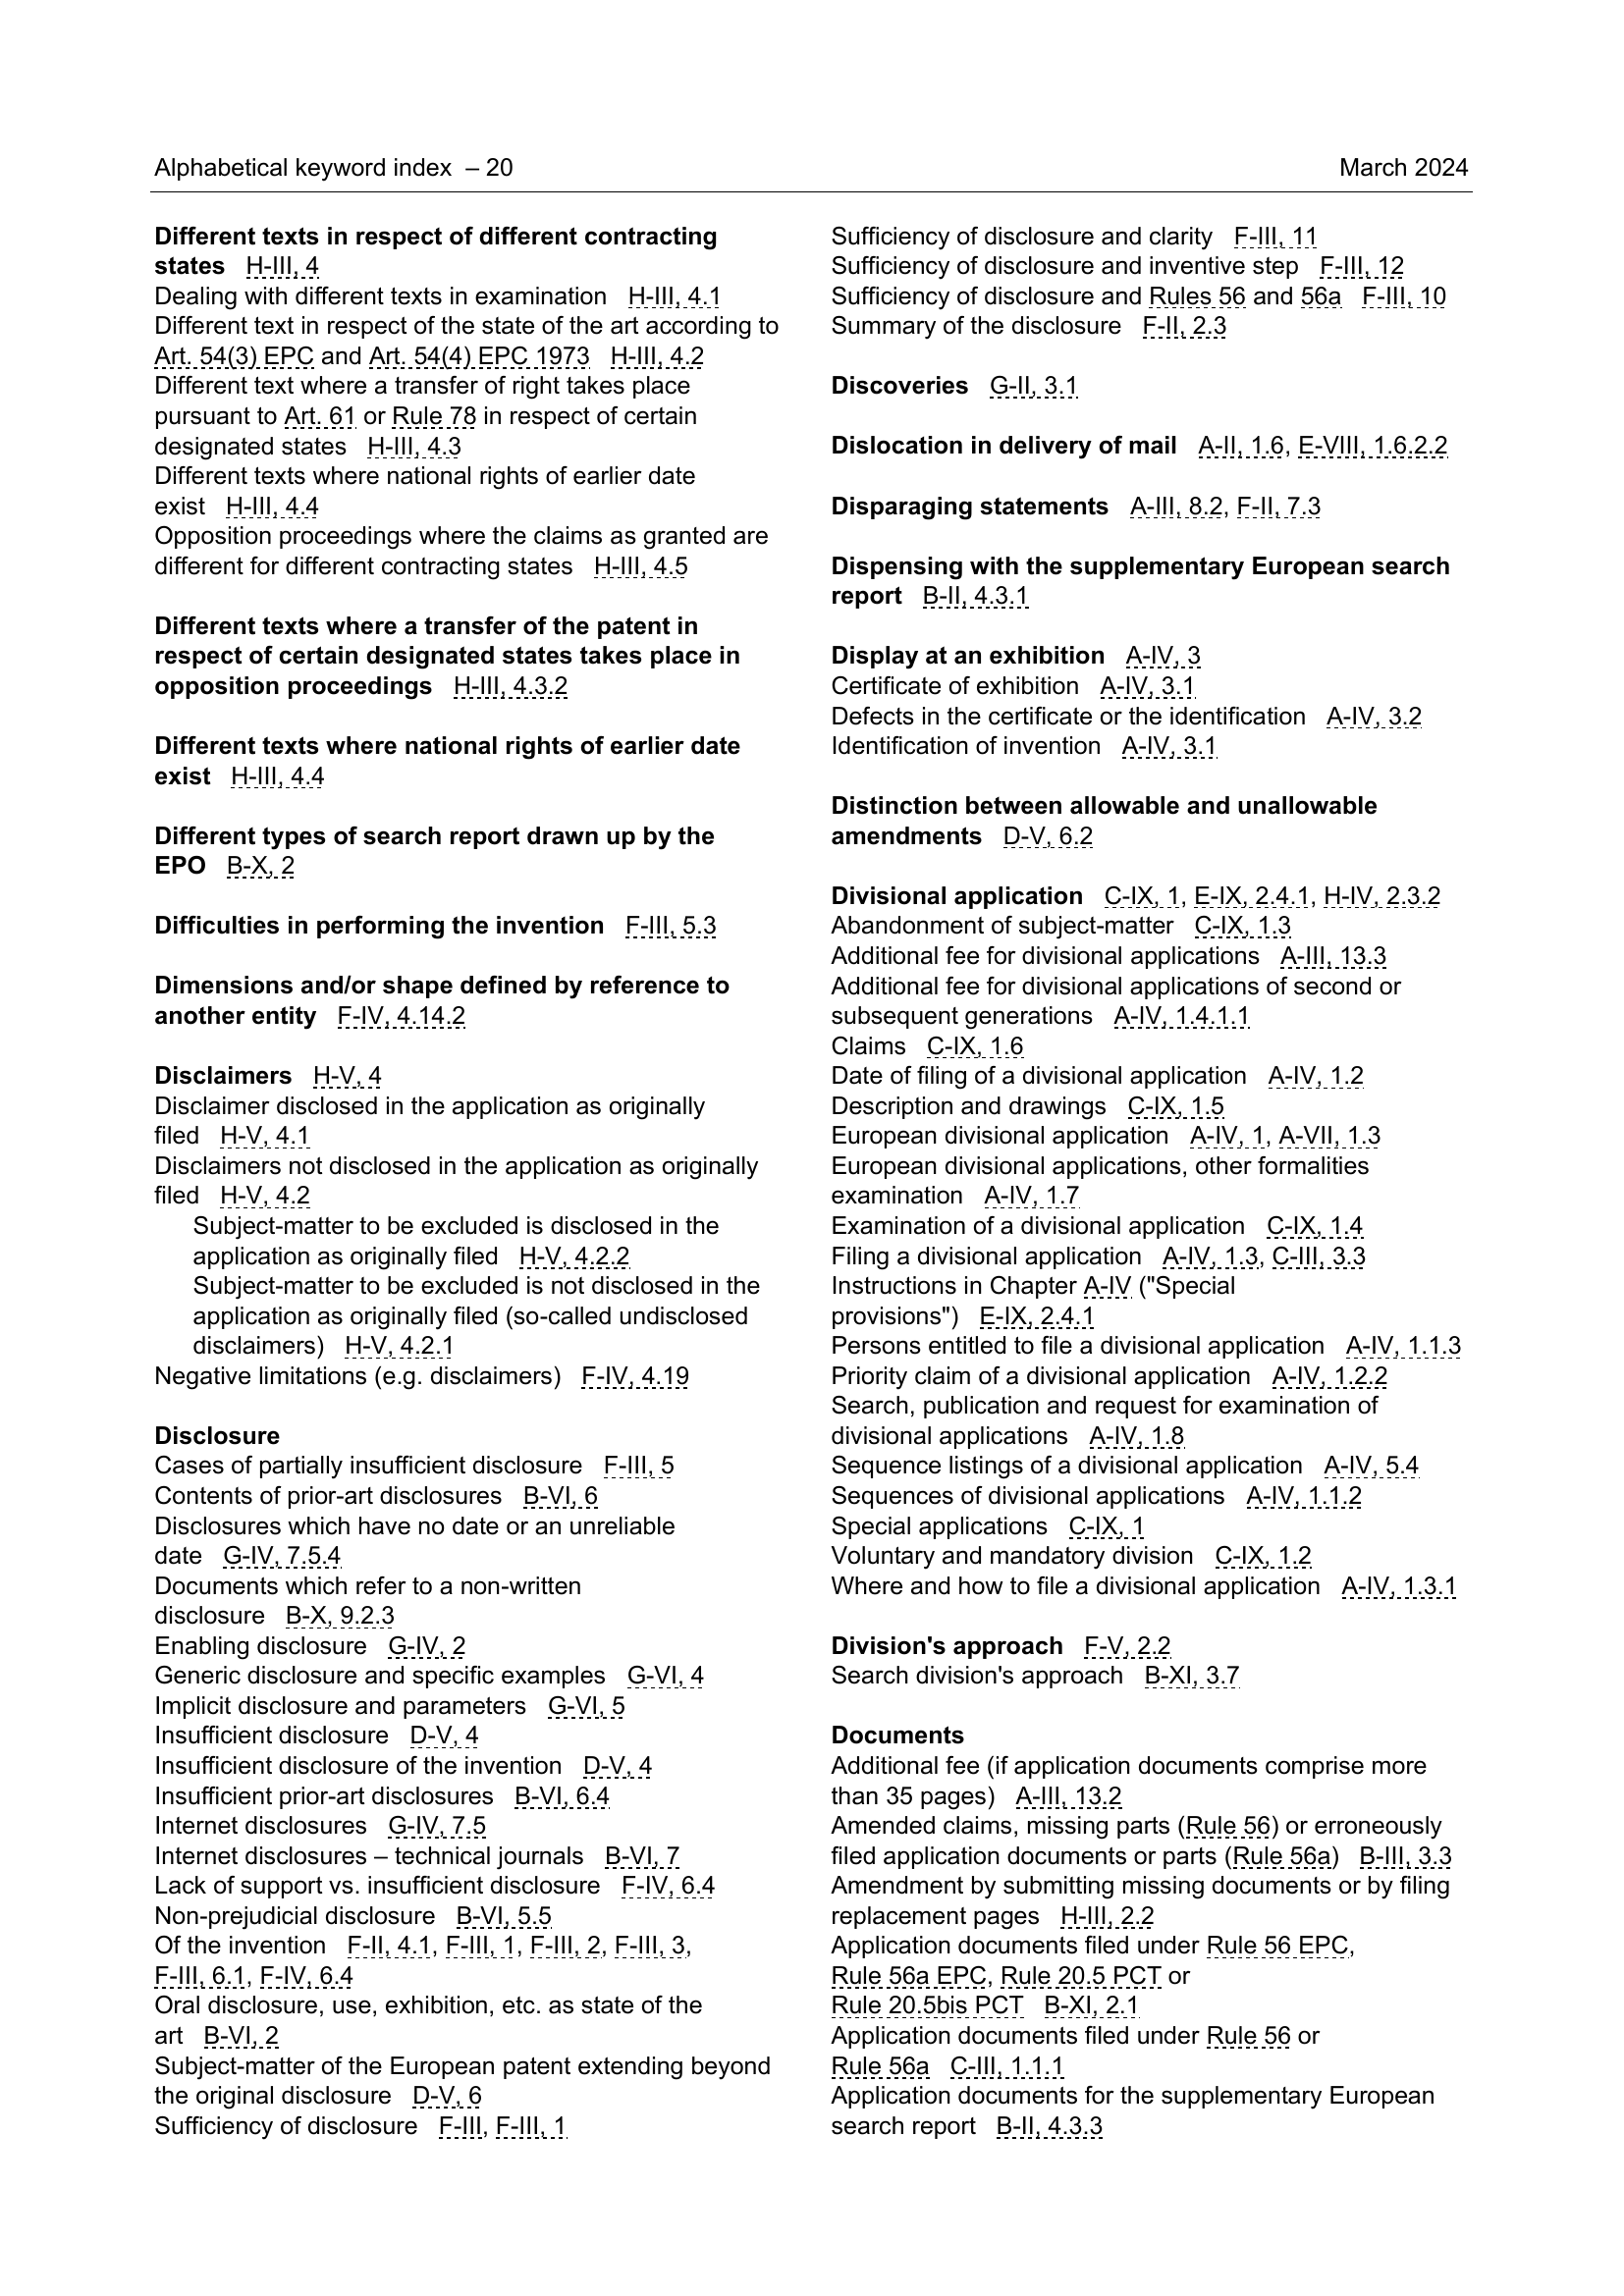 Alphabetical keyword index – 20
March 2024
Different texts in respect of different contracting
states H-III, 4
Dealing with different texts in examination H-III, 4.1
Different text in respect of the state of the art according to
Art. 54(3) EPC and Art. 54(4) EPC 1973 H-III, 4.2
Different text where a transfer of right takes place
pursuant to Art. 61 or Rule 78 in respect of certain
designated states H-III, 4.3
Different texts where national rights of earlier date
exist H-III, 4.4
Opposition proceedings where the claims as granted are
different for different contracting states H-III, 4.5
Different texts where a transfer of the patent in
respect of certain designated states takes place in
opposition proceedings H-III, 4.3.2
Different texts where national rights of earlier date
exist H-III, 4.4
Different types of search report drawn up by the
EPO B-X, 2
Difficulties in performing the invention F-III, 5.3
Dimensions and/or shape defined by reference to
another entity F-IV, 4.14.2
Disclaimers H-V, 4
Disclaimer disclosed in the application as originally
filed H-V, 4.1
Disclaimers not disclosed in the application as originally
filed H-V, 4.2
Subject-matter to be excluded is disclosed in the
application as originally filed H-V, 4.2.2
Subject-matter to be excluded is not disclosed in the
application as originally filed (so-called undisclosed
disclaimers) H-V, 4.2.1
Negative limitations (e.g. disclaimers) F-IV, 4.19
Disclosure
Cases of partially insufficient disclosure F-III, 5
Contents of prior-art disclosures B-VI, 6
Disclosures which have no date or an unreliable
date G-IV, 7.5.4
Documents which refer to a non-written
disclosure B-X, 9.2.3
Enabling disclosure G-IV, 2
Generic disclosure and specific examples G-VI, 4
Implicit disclosure and parameters G-VI, 5
Insufficient disclosure D-V, 4
Insufficient disclosure of the invention D-V, 4
Insufficient prior-art disclosures B-VI, 6.4
Internet disclosures G-IV, 7.5
Internet disclosures – technical journals B-VI, 7
Lack of support vs. insufficient disclosure F-IV, 6.4
Non-prejudicial disclosure B-VI, 5.5
Of the invention F-II, 4.1, F-III, 1, F-III, 2, F-III, 3,
F-III, 6.1, F-IV, 6.4
Oral disclosure, use, exhibition, etc. as state of the
art B-VI, 2
Subject-matter of the European patent extending beyond
the original disclosure D-V, 6
Sufficiency of disclosure F-III, F-III, 1
Sufficiency of disclosure and clarity F-III, 11
Sufficiency of disclosure and inventive step F-III, 12
Sufficiency of disclosure and Rules 56 and 56a F-III, 10
Summary of the disclosure F-II, 2.3
Discoveries G-II, 3.1
Dislocation in delivery of mail A-II, 1.6, E-VIII, 1.6.2.2
Disparaging statements A-III, 8.2, F-II, 7.3
Dispensing with the supplementary European search
report B-II, 4.3.1
Display at an exhibition A-IV, 3
Certificate of exhibition A-IV, 3.1
Defects in the certificate or the identification A-IV, 3.2
Identification of invention A-IV, 3.1
Distinction between allowable and unallowable
amendments D-V, 6.2
Divisional application C-IX, 1, E-IX, 2.4.1, H-IV, 2.3.2
Abandonment of subject-matter C-IX, 1.3
Additional fee for divisional applications A-III, 13.3
Additional fee for divisional applications of second or
subsequent generations A-IV, 1.4.1.1
Claims C-IX, 1.6
Date of filing of a divisional application A-IV, 1.2
Description and drawings C-IX, 1.5
European divisional application A-IV, 1, A-VII, 1.3
European divisional applications, other formalities
examination A-IV, 1.7
Examination of a divisional application C-IX, 1.4
Filing a divisional application A-IV, 1.3, C-III, 3.3
Instructions in Chapter A-IV ("Special
provisions") E-IX, 2.4.1
Persons entitled to file a divisional application A-IV, 1.1.3
Priority claim of a divisional application A-IV, 1.2.2
Search, publication and request for examination of
divisional applications A-IV, 1.8
Sequence listings of a divisional application A-IV, 5.4
Sequences of divisional applications A-IV, 1.1.2
Special applications C-IX, 1
Voluntary and mandatory division C-IX, 1.2
Where and how to file a divisional application A-IV, 1.3.1
Division's approach F-V, 2.2
Search division's approach B-XI, 3.7
Documents
Additional fee (if application documents comprise more
than 35 pages) A-III, 13.2
Amended claims, missing parts (Rule 56) or erroneously
filed application documents or parts (Rule 56a) B-III, 3.3
Amendment by submitting missing documents or by filing
replacement pages H-III, 2.2
Application documents filed under Rule 56 EPC,
Rule 56a EPC, Rule 20.5 PCT or
Rule 20.5bis PCT B-XI, 2.1
Application documents filed under Rule 56 or
Rule 56a C-III, 1.1.1
Application documents for the supplementary European
search report B-II, 4.3.3